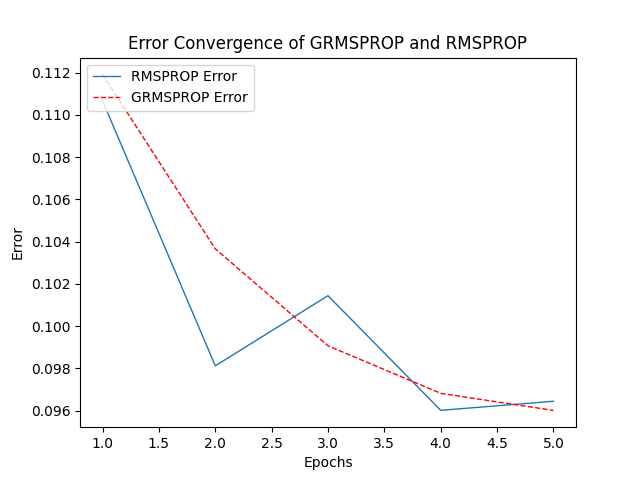 Error Convergence of GRMSPROP and RMSPROP
RMSPROP Error
GRMSPROP Error
0.112
0.110
0.108
0.106
0.104
0.102
0.100
0.098
0.096
Error
1.0 1.5 2.0 2.5 3.0 3.5 4.0 4.5 5.0
Epochs